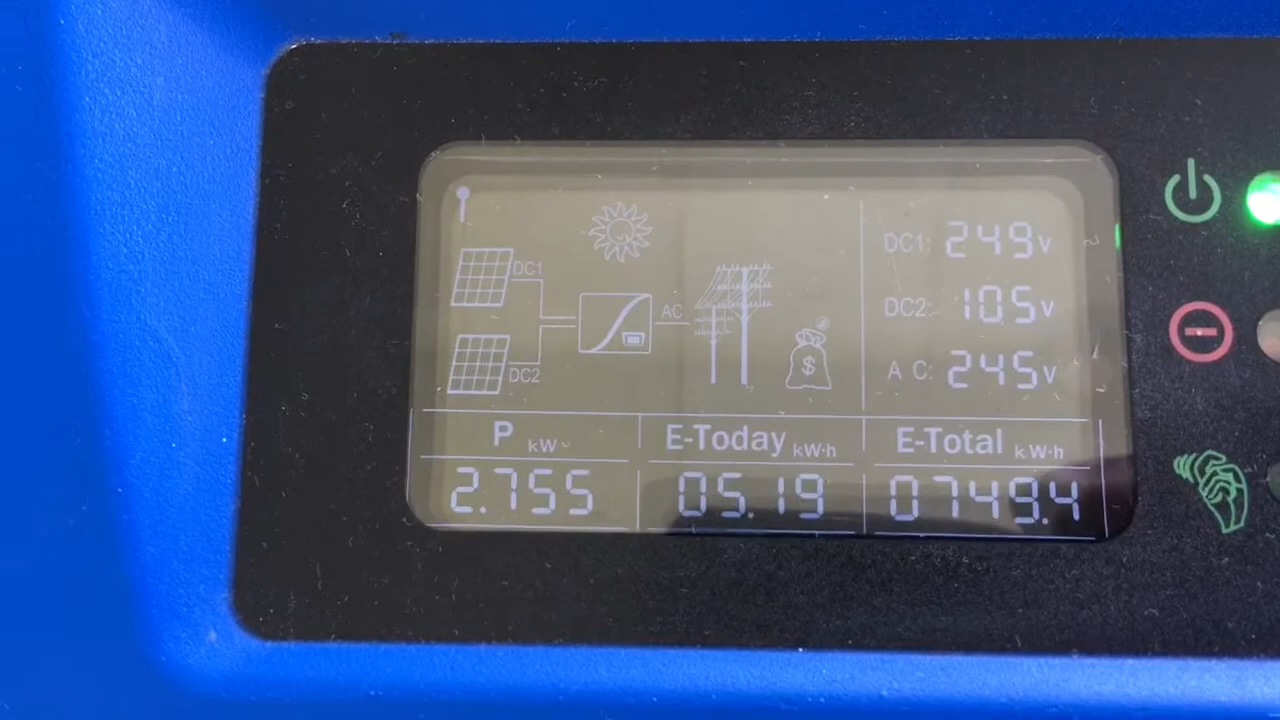 DC1
DC2
AC
$
DC1: 249V
DC2: 105V
A C: 245V
P kW
2.755
E-Today kW·h
05.19
E-Total kW·h
0749.4